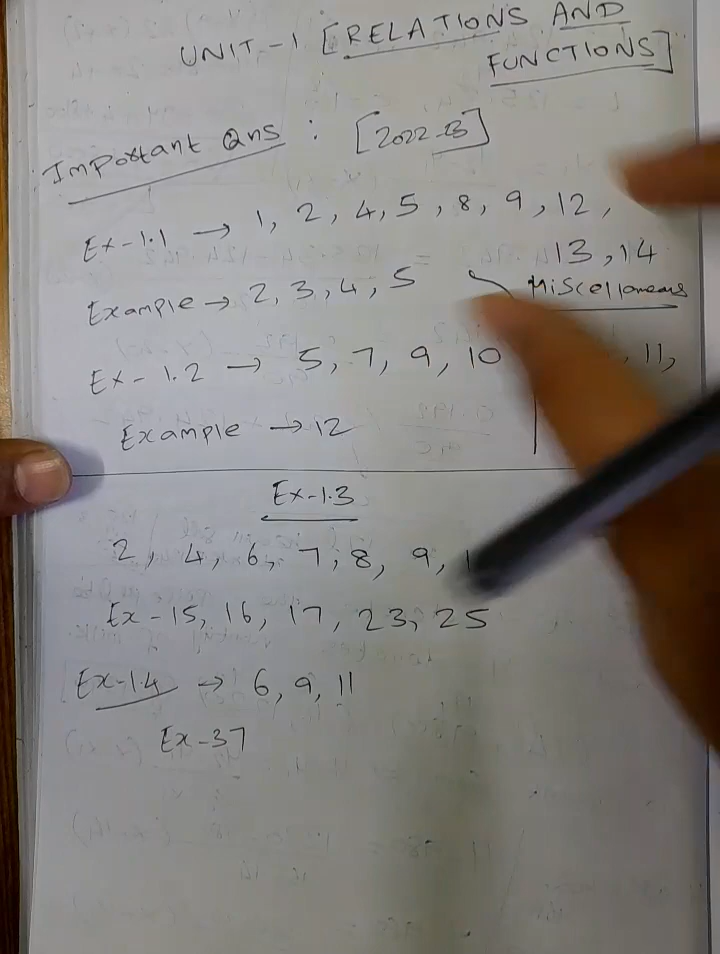 UNIT-1 [RELATIONS AND
FUNCTIONS]
Important Qns : [2022-23]
Ex-1.1 → 1, 2, 4, 5, 8, 9, 12,
13, 14
Example → 2, 3, 4, 5
Miscellaneous
Ex-1.2 → 5, 7, 9, 10
, 11,
Example → 12
Ex-1.3
2, 4, 6, 7, 8, 9,
Ex-15, 16, 17, 23, 25
Ex-1.4 → 6, 9, 11
Ex-37